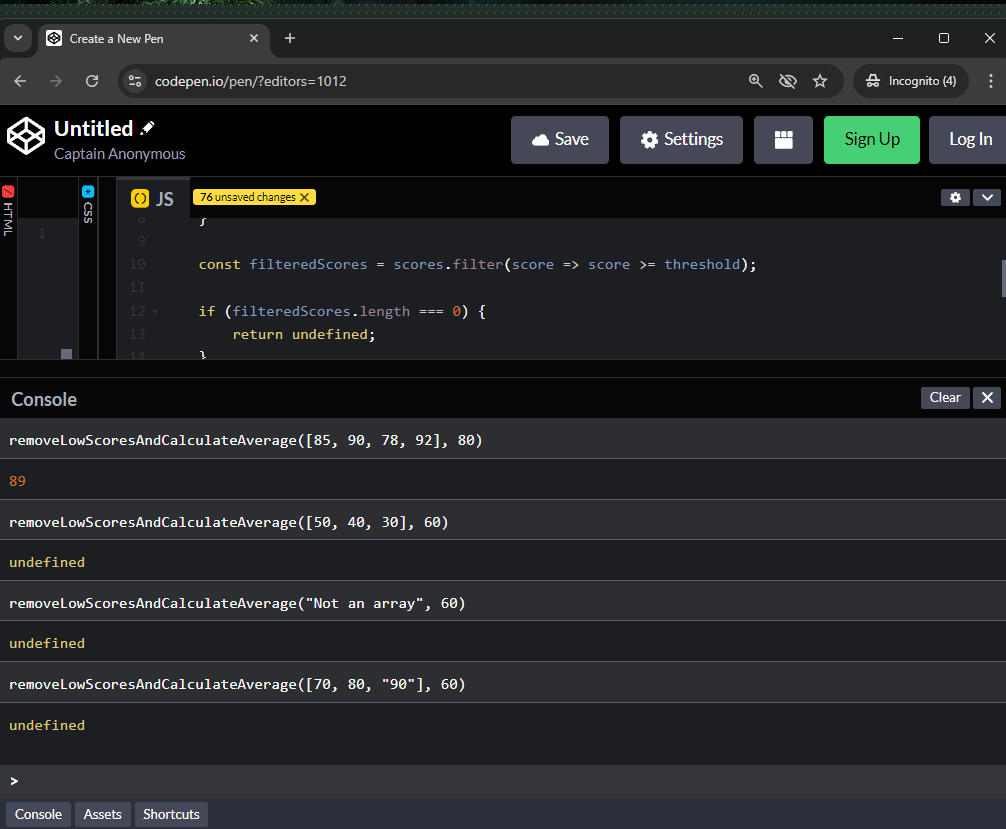 Create a New Pen
codepen.io/pen/?editors=1012
Incognito (4)
Untitled
Captain Anonymous
Save
Settings
Sign Up
Log In
HTML
1
CSS
JS
76 unsaved changes
8 }
9
10 const filteredScores = scores.filter(score => score >= threshold);
11
12 if (filteredScores.length === 0) {
13 return undefined;
14 }
Console
Clear
removeLowScoresAndCalculateAverage([85, 90, 78, 92], 80)
89
removeLowScoresAndCalculateAverage([50, 40, 30], 60)
undefined
removeLowScoresAndCalculateAverage("Not an array", 60)
undefined
removeLowScoresAndCalculateAverage([70, 80, "90"], 60)
undefined
>
Console Assets Shortcuts